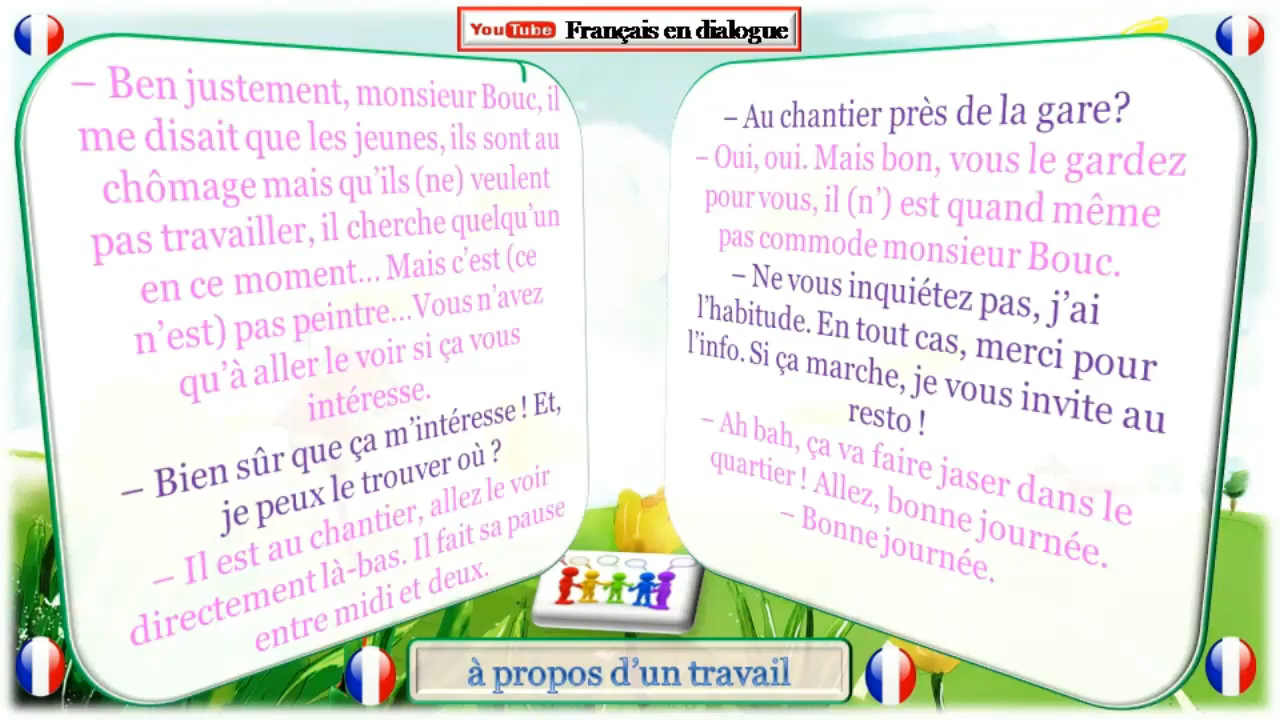 YouTube Français en dialogue
– Ben justement, monsieur Bouc, il
me disait que les jeunes, ils sont au
chômage mais qu’ils (ne) veulent
pas travailler, il cherche quelqu’un
en ce moment... Mais c’est (ce
n’est) pas peintre...Vous n’avez
qu’à aller le voir si ça vous
intéresse.
– Bien sûr que ça m’intéresse ! Et,
je peux le trouver où ?
– Il est au chantier, allez le voir
directement là-bas. Il fait sa pause
entre midi et deux.
– Au chantier près de la gare?
– Oui, oui. Mais bon, vous le gardez
pour vous, il (n’) est quand même
pas commode monsieur Bouc.
– Ne vous inquiétez pas, j’ai
l’habitude. En tout cas, merci pour
l’info. Si ça marche, je vous invite au
resto !
– Ah bah, ça va faire jaser dans le
quartier ! Allez, bonne journée.
– Bonne journée.
à propos d’un travail